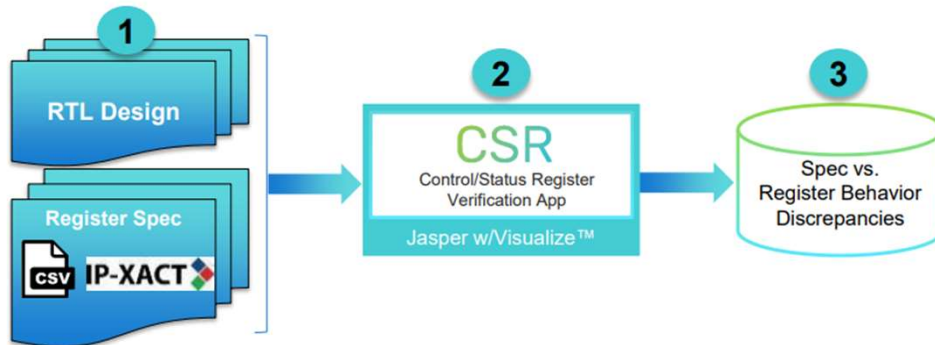 1
RTL Design
Register Spec
CSV
IP-XACT
2
CSR
Control/Status Register
Verification App
Jasper w/Visualize™
3
Spec vs.
Register Behavior
Discrepancies